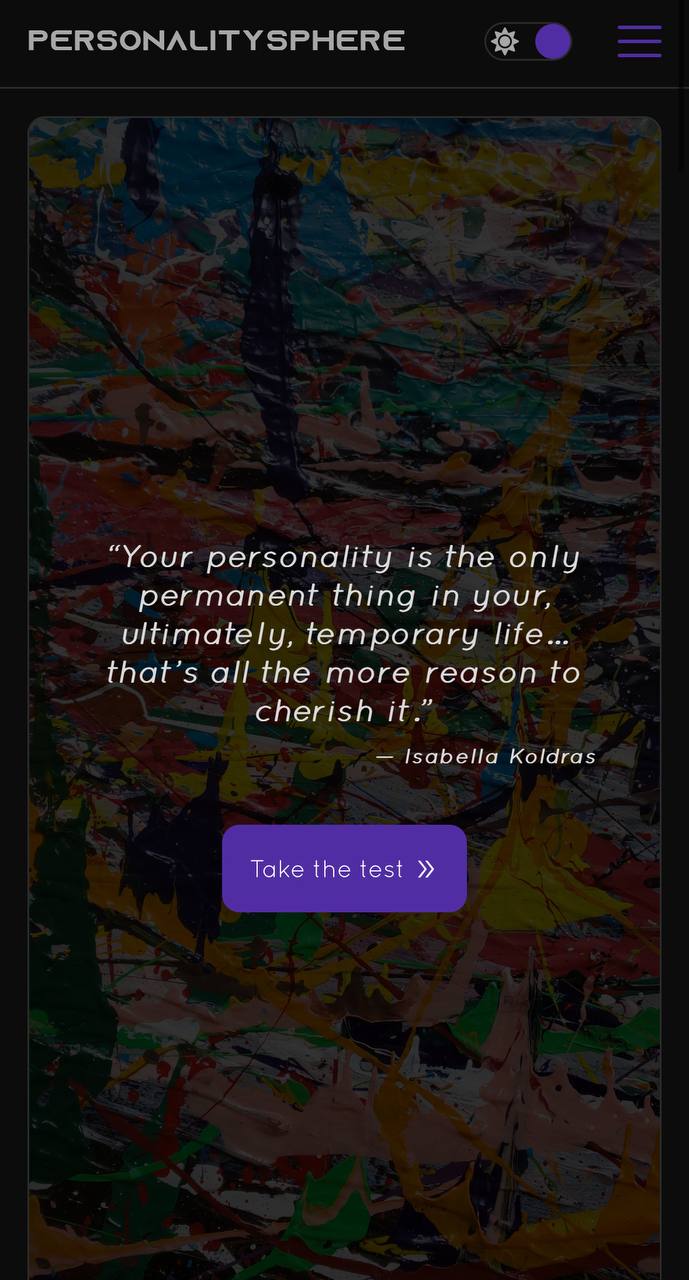 PERSONALITYSPHERE
“Your personality is the only
permanent thing in your,
ultimately, temporary life...
that’s all the more reason to
cherish it.”
— Isabella Koldras
Take the test »